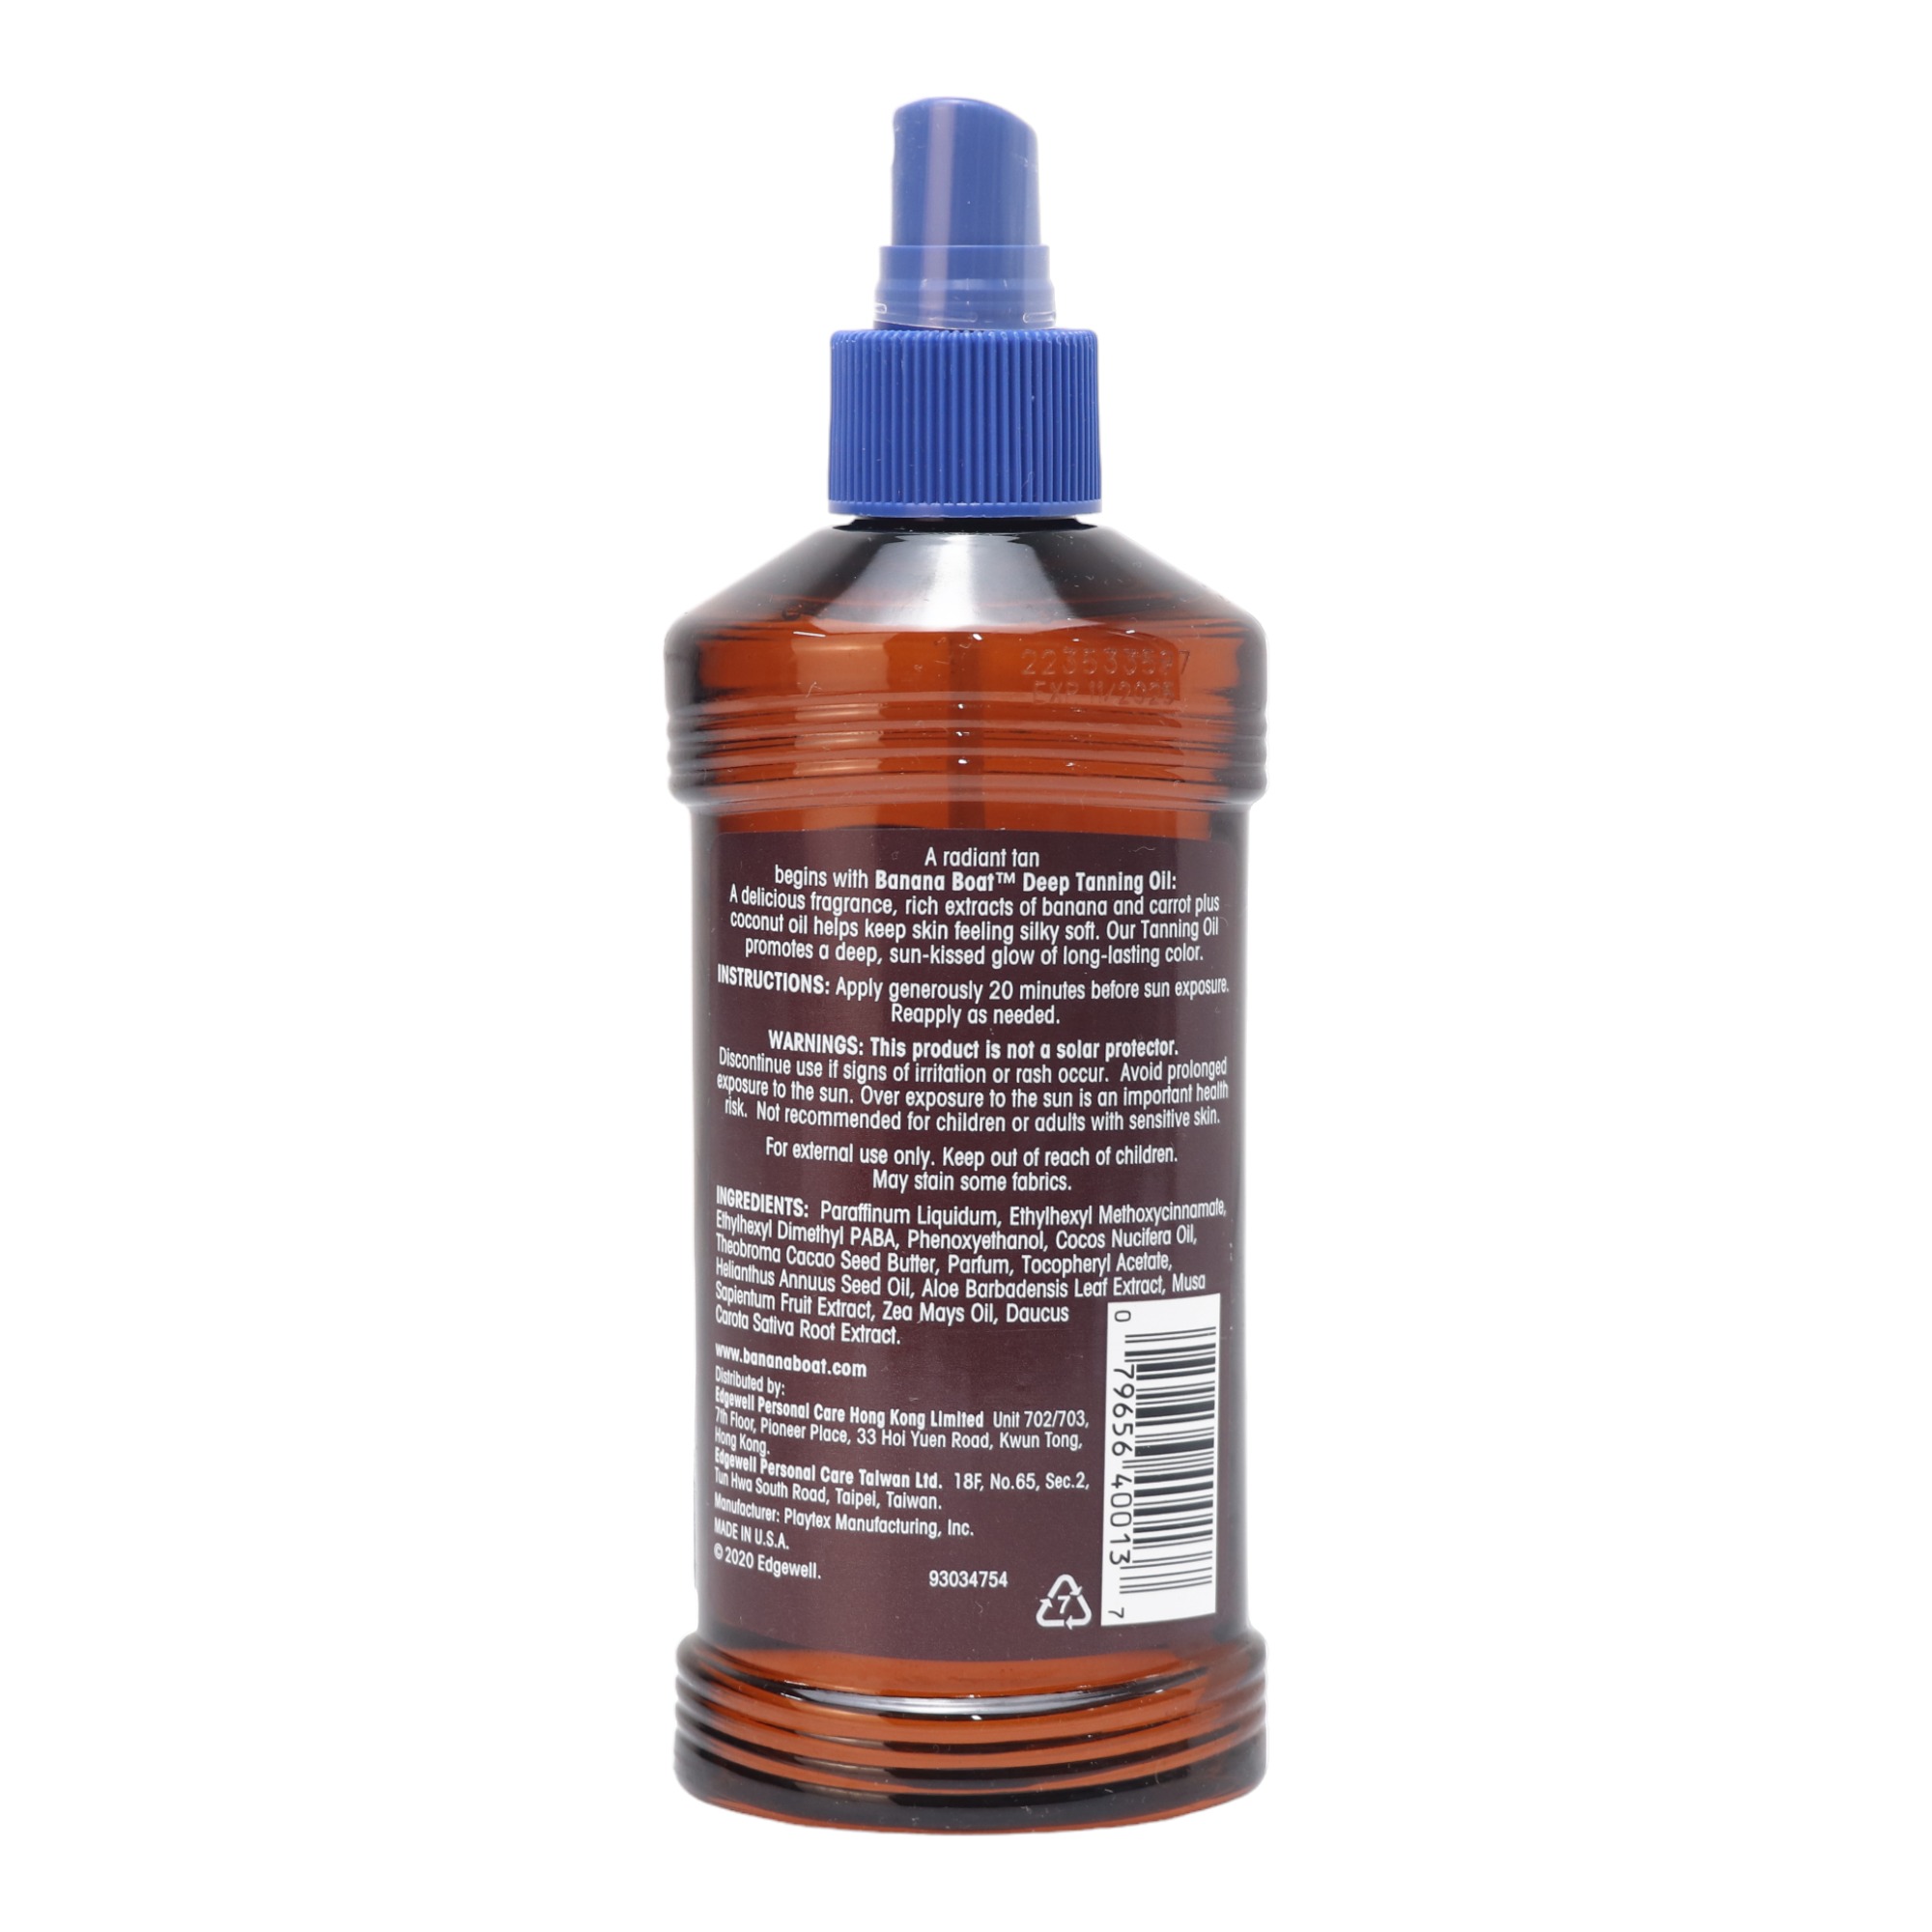 EXP 11/2025
A radiant tan
begins with Banana Boat™ Deep Tanning Oil:
A delicious fragrance, rich extracts of banana and carrot plus
coconut oil helps keep skin feeling silky soft. Our Tanning Oil
promotes a deep, sun-kissed glow of long-lasting color.
INSTRUCTIONS: Apply generously 20 minutes before sun exposure.
Reapply as needed.
WARNINGS: This product is not a solar protector.
Discontinue use if signs of irritation or rash occur. Avoid prolonged
exposure to the sun. Over exposure to the sun is an important health
risk. Not recommended for children or adults with sensitive skin.
For external use only. Keep out of reach of children.
May stain some fabrics.
INGREDIENTS: Paraffinum Liquidum, Ethylhexyl Methoxycinnamate,
Ethylhexyl Dimethyl PABA, Phenoxyethanol, Cocos Nucifera Oil,
Theobroma Cacao Seed Butter, Parfum, Tocopheryl Acetate,
Helianthus Annuus Seed Oil, Aloe Barbadensis Leaf Extract, Musa
Sapientum Fruit Extract, Zea Mays Oil, Daucus
Carota Sativa Root Extract.
www.bananaboat.com
Distributed by:
Edgewell Personal Care Hong Kong Limited Unit 702/703,
7th Floor, Pioneer Place, 33 Hoi Yuen Road, Kwun Tong,
Hong Kong.
Edgewell Personal Care Taiwan Ltd. 18F, No.65, Sec.2,
Tun Hwa South Road, Taipei, Taiwan.
Manufacturer: Playtex Manufacturing, Inc.
MADE IN U.S.A.
© 2020 Edgewell.
93034754
7
0 79656 40013 7